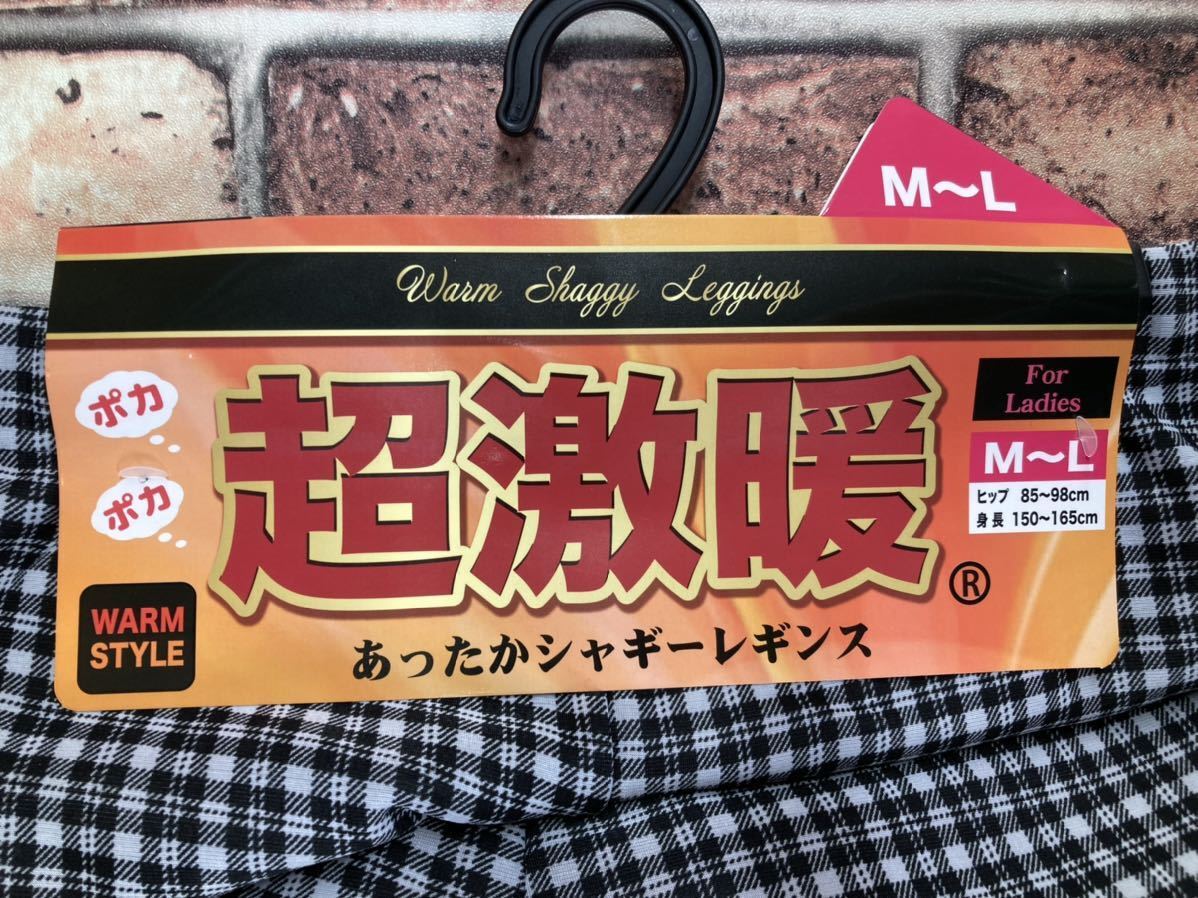 M～L
Warm Shaggy Leggings
ポカ
ポカ
超激暖®
For
Ladies
M～L
ヒップ 85～98cm
身長 150～165cm
WARM
STYLE
あったかシャギーレギンス